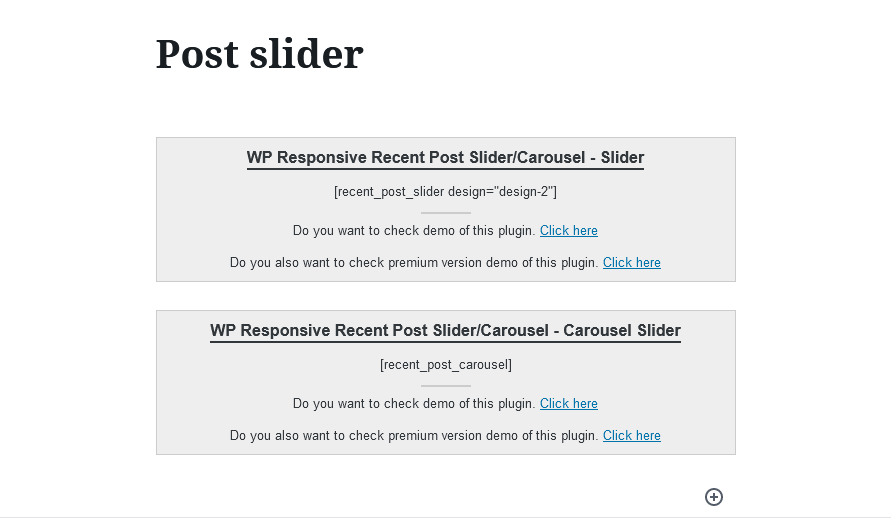 Post slider
WP Responsive Recent Post Slider/Carousel - Slider
[recent_post_slider design="design-2"]
Do you want to check demo of this plugin. Click here
Do you also want to check premium version demo of this plugin. Click here
WP Responsive Recent Post Slider/Carousel - Carousel Slider
[recent_post_carousel]
Do you want to check demo of this plugin. Click here
Do you also want to check premium version demo of this plugin. Click here